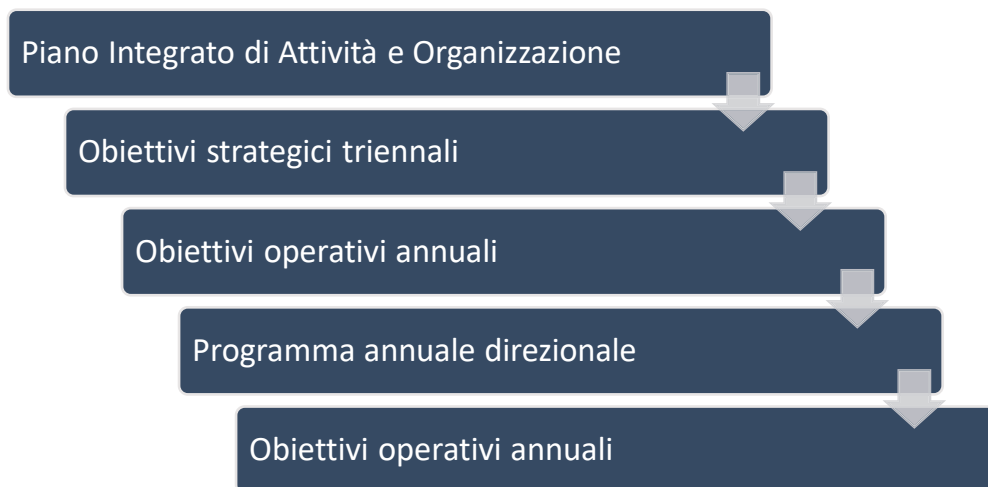 Piano Integrato di Attività e Organizzazione
Obiettivi strategici triennali
Obiettivi operativi annuali
Programma annuale direzionale
Obiettivi operativi annuali